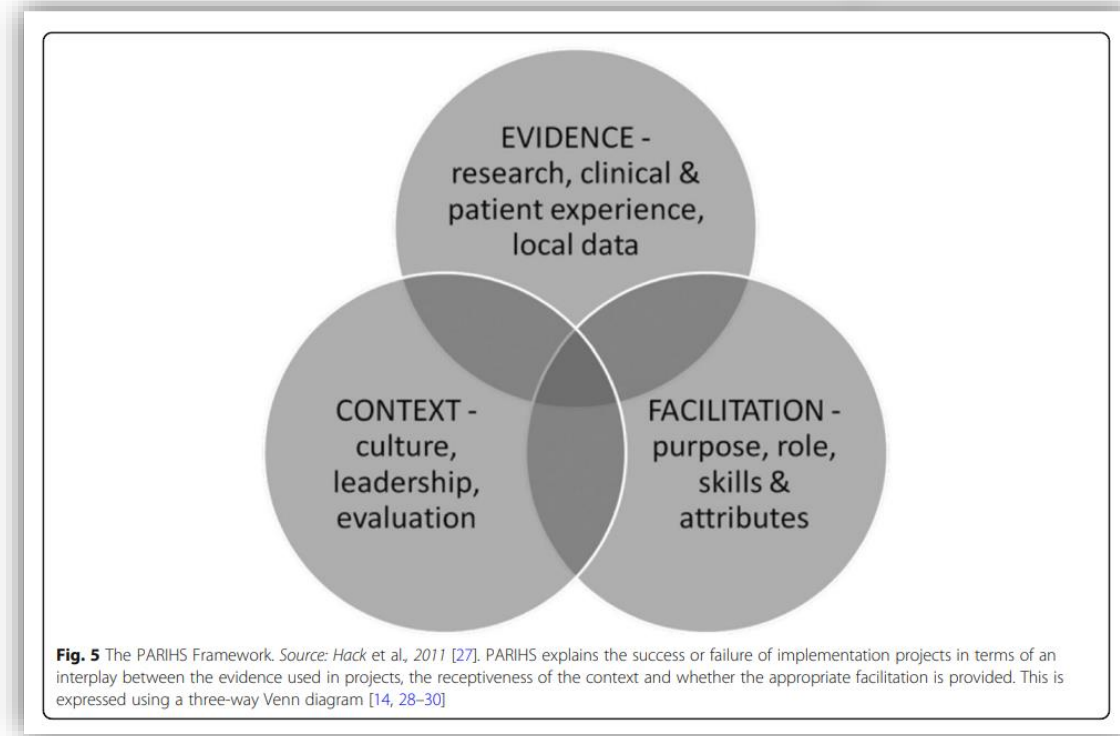 EVIDENCE -
research, clinical &
patient experience,
local data
CONTEXT -
culture,
leadership,
evaluation
FACILITATION -
purpose, role,
skills &
attributes
Fig. 5 The PARIHS Framework. Source: Hack et al., 2011 [27]. PARIHS explains the success or failure of implementation projects in terms of an
interplay between the evidence used in projects, the receptiveness of the context and whether the appropriate facilitation is provided. This is
expressed using a three-way Venn diagram [14, 28–30]